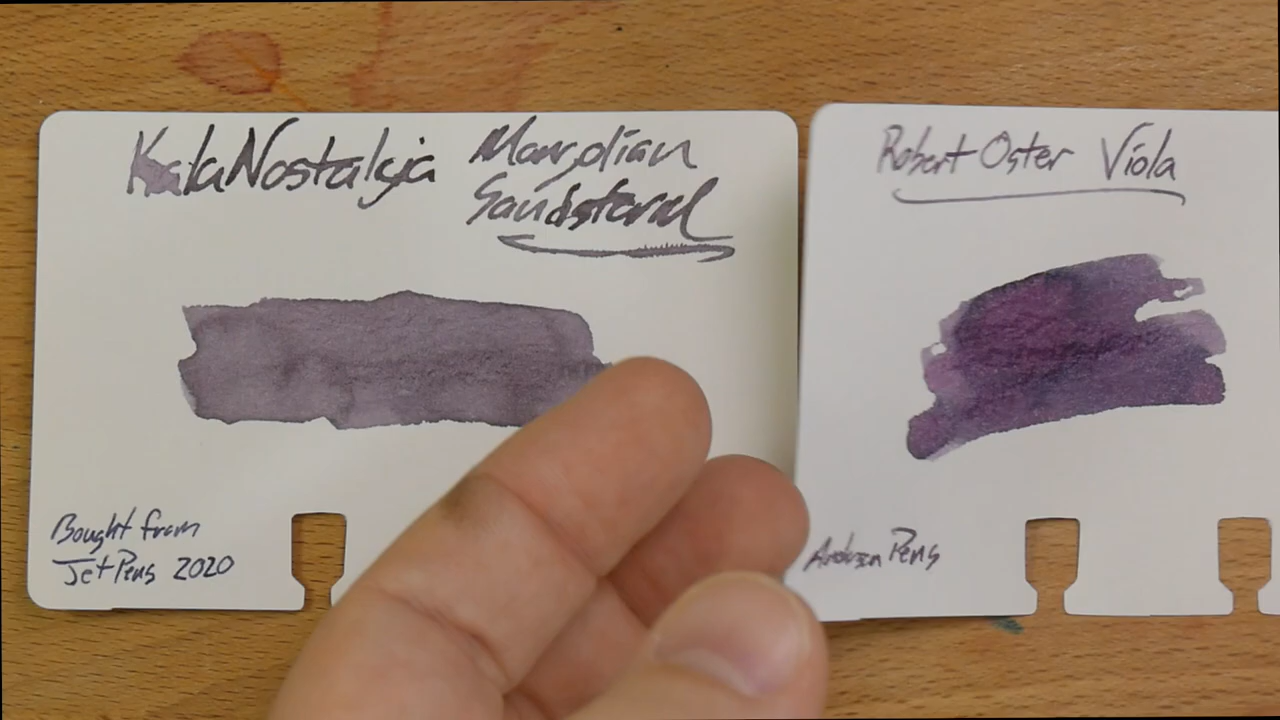 KalaNostalgia Mongolian
Sandstorm
Bought from
JetPens 2020
Robert Oster Viola
Anderson Pens